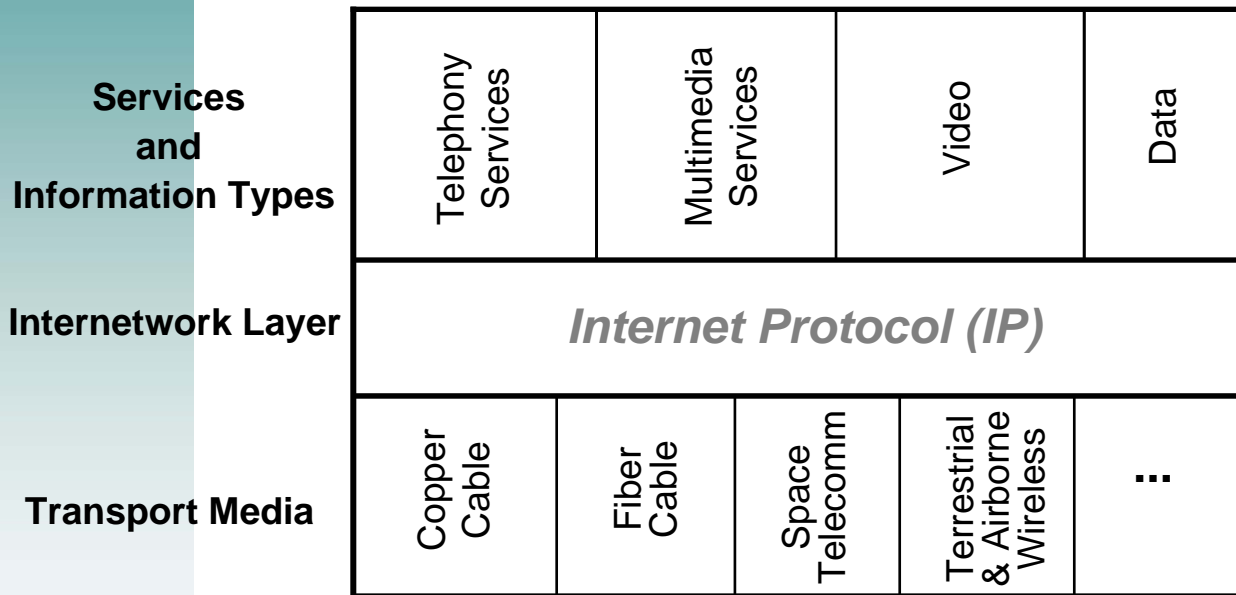 Services
and
Information Types
Telephony
Services
Multimedia
Services
Video
Data
Internetwork Layer
Internet Protocol (IP)
Transport Media
Copper
Cable
Fiber
Cable
Space
Telecomm
Terrestrial
& Airborne
Wireless
...